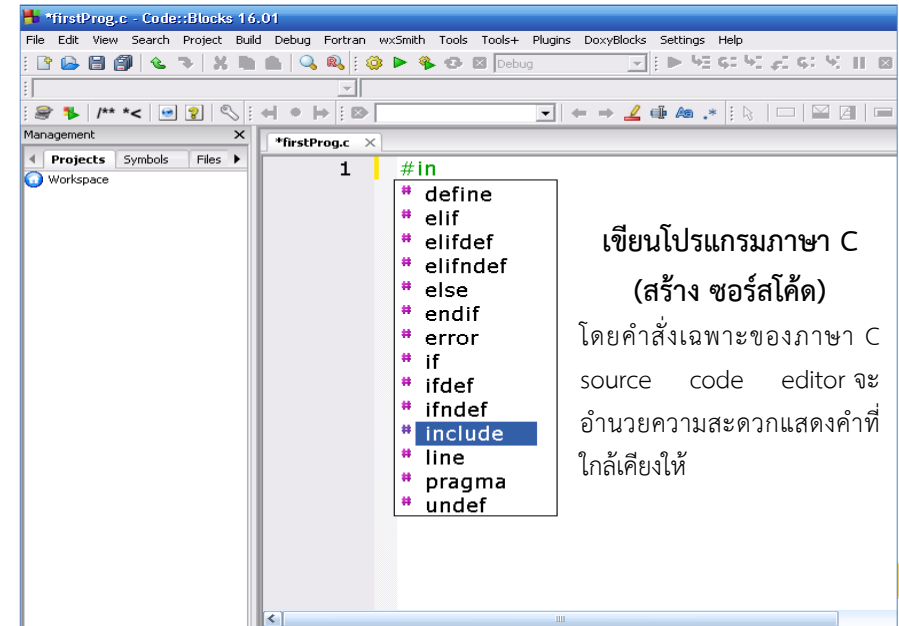 *firstProg.c - Code::Blocks 16.01
File Edit View Search Project Build Debug Fortran wxSmith Tools Tools+ Plugins DoxyBlocks Settings Help
Debug
/** *<
Management
Projects Symbols Files
Workspace
*firstProg.c
1 #in
# define
# elif
# elifdef
# elifndef
# else
# endif
# error
# if
# ifdef
# ifndef
# include
# line
# pragma
# undef
เขียนโปรแกรมภาษา C
(สร้าง ซอร์สโค้ด)
โดยคำสั่งเฉพาะของภาษา C
source code editor จะ
อำนวยความสะดวกแสดงคำที่
ใกล้เคียงให้